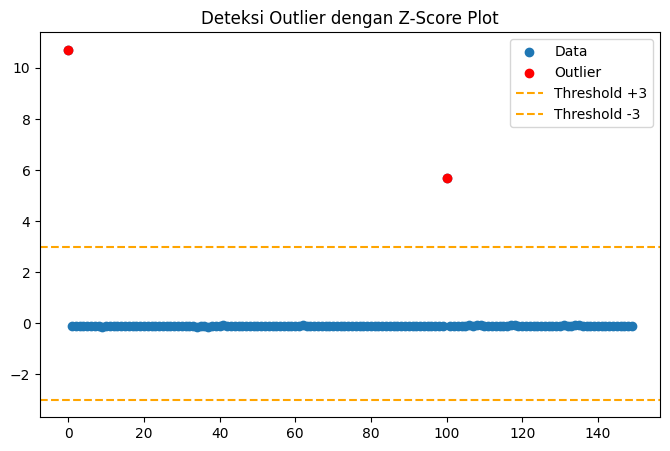 Deteksi Outlier dengan Z-Score Plot
Data
Outlier
Threshold +3
Threshold -3
10
8
6
4
2
0
−2
0 20 40 60 80 100 120 140